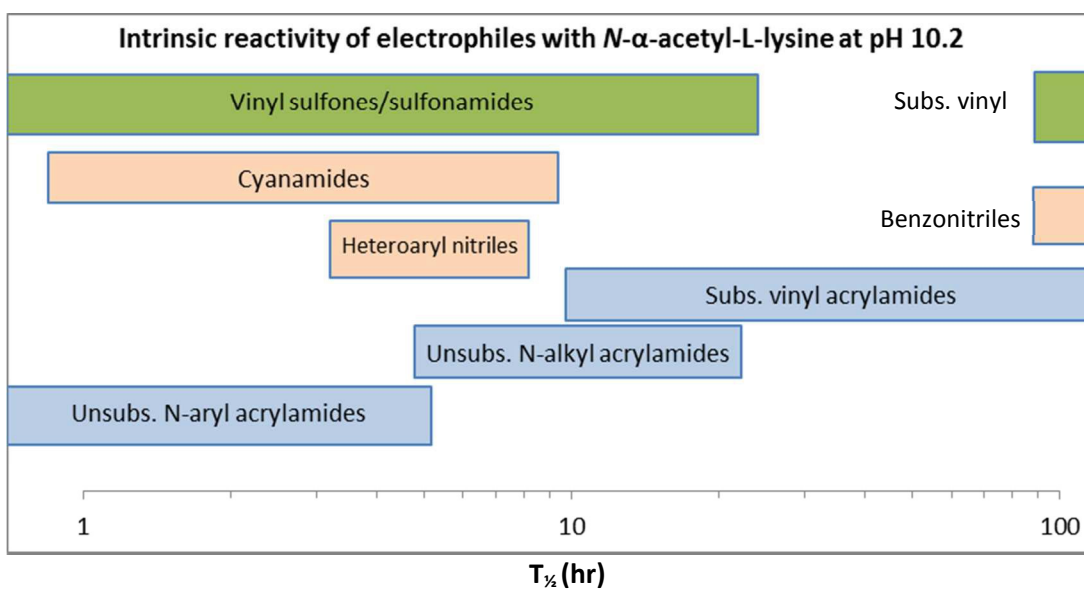 Intrinsic reactivity of electrophiles with N-α-acetyl-L-lysine at pH 10.2
Vinyl sulfones/sulfonamides
Subs. vinyl
Cyanamides
Benzonitriles
Heteroaryl nitriles
Subs. vinyl acrylamides
Unsubs. N-alkyl acrylamides
Unsubs. N-aryl acrylamides
1 10 100
T½ (hr)